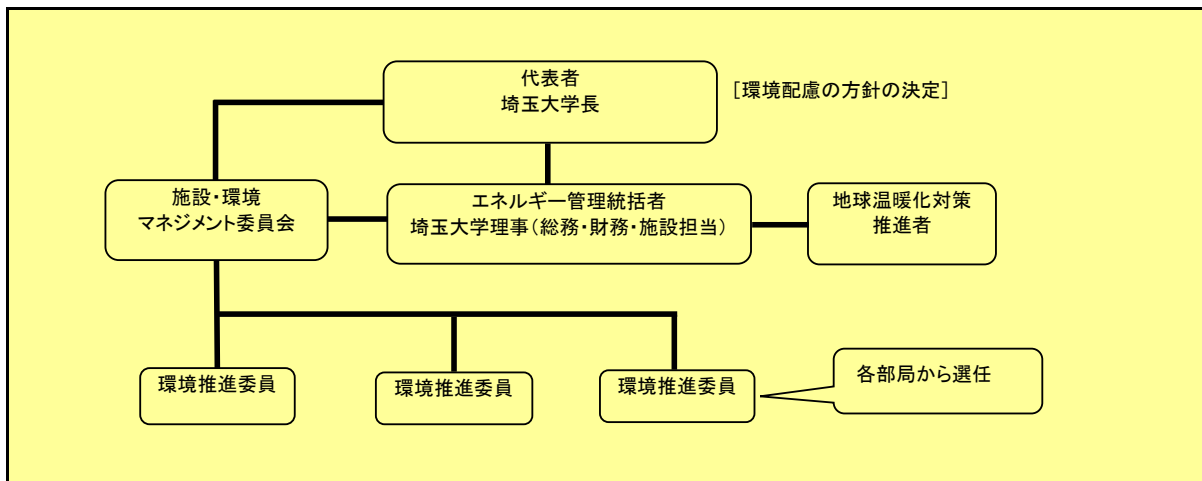 代表者
埼玉大学長
[環境配慮の方針の決定]
施設・環境
マネジメント委員会
エネルギー管理統括者
埼玉大学理事(総務・財務・施設担当)
地球温暖化対策
推進者
環境推進委員
環境推進委員
環境推進委員
各部局から選任